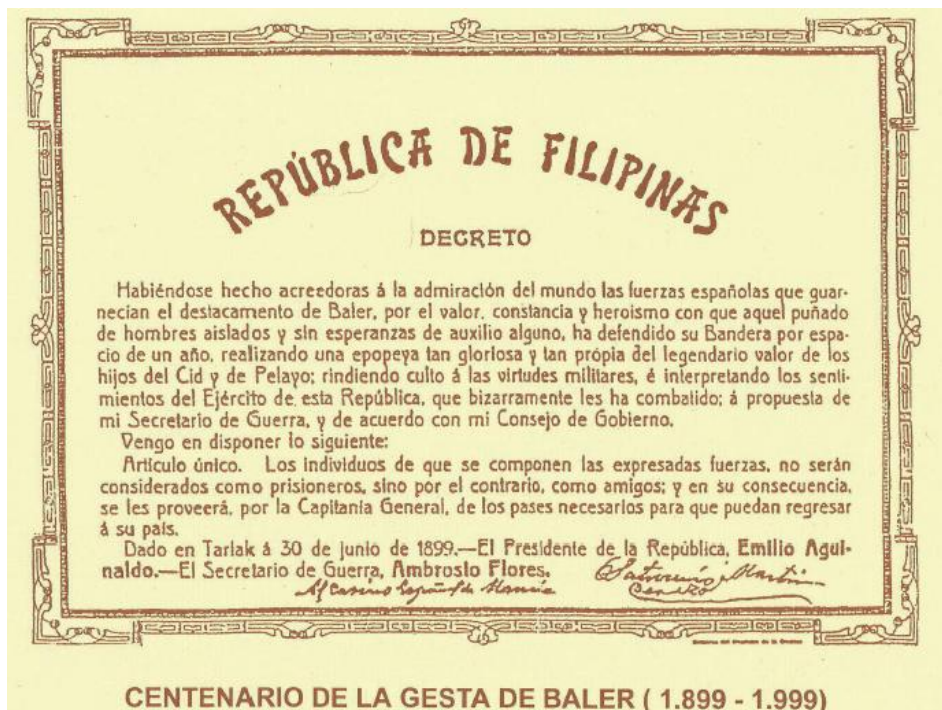 REPÚBLICA DE FILIPINAS
DECRETO
Habiéndose hecho acreedoras á la admiración del mundo las fuerzas españolas que guar-
necían el destacamento de Baler, por el valor, constancia y heroismo con que aquel puñado
de hombres aislados y sin esperanzas de auxilio alguno, ha defendido su Bandera por espa-
cio de un año, realizando una epopeya tan gloriosa y tan própia del legendario valor de los
hijos del Cid y de Pelayo; rindiendo culto á las virtudes militares, é interpretando los senti-
mientos del Ejército de esta República, que bizarramente les ha combatido; á propuesta de
mi Secretario de Guerra, y de acuerdo con mi Consejo de Gobierno,
Vengo en disponer lo siguiente:
Artículo único. Los individuos de que se componen las expresadas fuerzas, no serán
considerados como prisioneros, sino por el contrario, como amigos; y en su consecuencia,
se les proveerá, por la Capitanía General, de los pases necesarios para que puedan regresar
á su país.
Dado en Tarlak á 30 de junio de 1899.—El Presidente de la República, Emilio Agui-
naldo.—El Secretario de Guerra, Ambrosio Flores.
Saturnino Martín
Cerezo
Al Casino Español de Manila
CENTENARIO DE LA GESTA DE BALER ( 1.899 - 1.999)